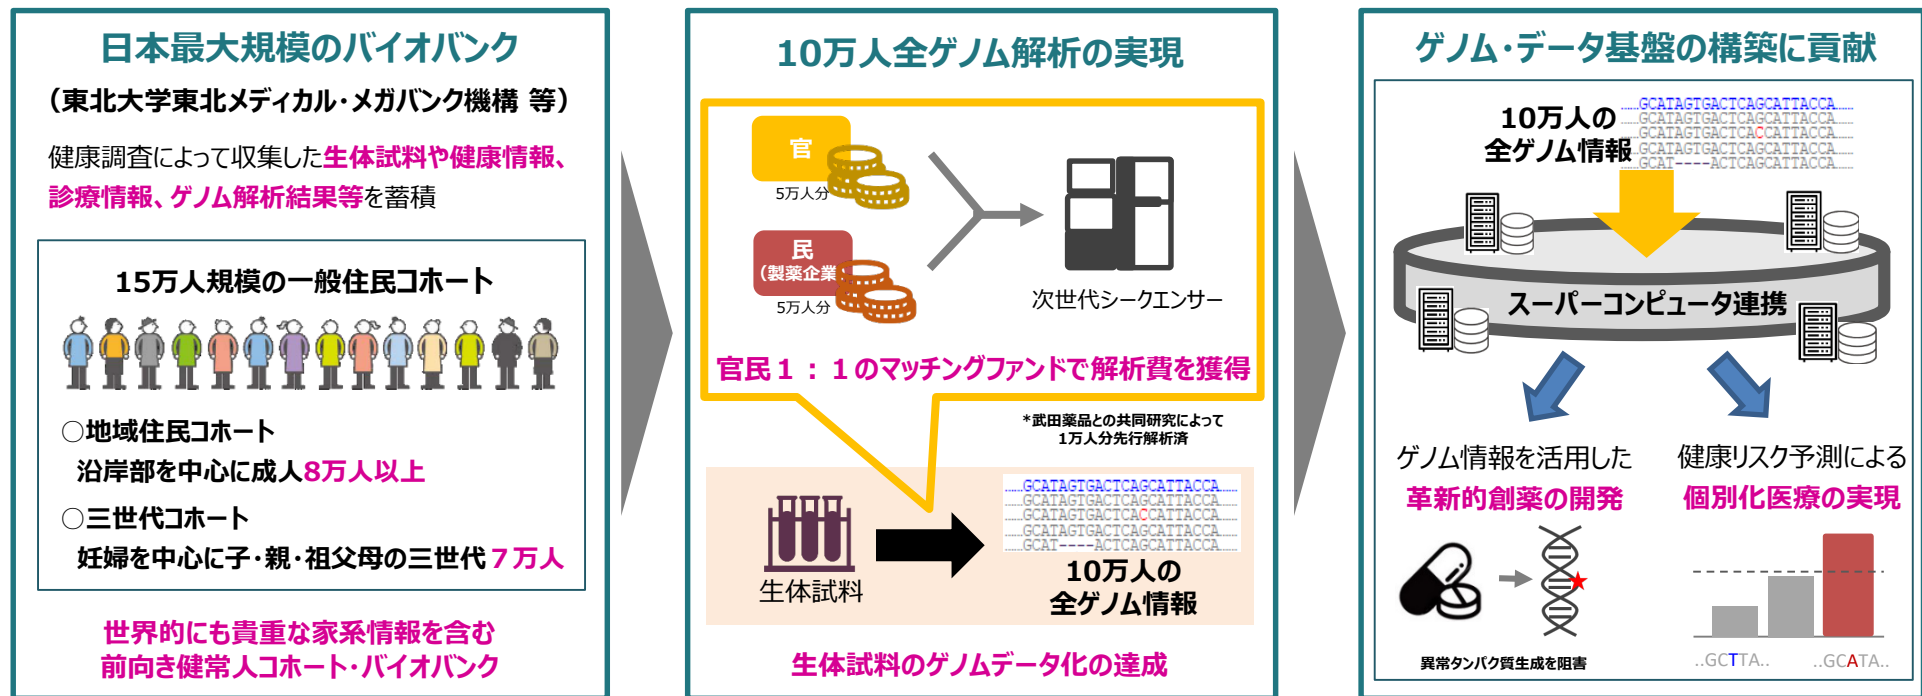 日本最大規模のバイオバンク
（東北大学東北メディカル・メガバンク機構 等）
健康調査によって収集した生体試料や健康情報、
診療情報、ゲノム解析結果等を蓄積
15万人規模の一般住民コホート
○地域住民コホート
沿岸部を中心に成人8万人以上
○三世代コホート
妊婦を中心に子・親・祖父母の三世代７万人
世界的にも貴重な家系情報を含む
前向き健常人コホート・バイオバンク
10万人全ゲノム解析の実現
官
5万人分
民
（製薬企業
5万人分
次世代シークエンサー
官民１：１のマッチングファンドで解析費を獲得
*武田薬品との共同研究によって
1万人分先行解析済
生体試料
……GCATAGTGACTCAGCATTACCA……
……GCATAGTGACTCAGCATTACCA……
……GCATAGTGACTCACCATTACCA……
……GCATAGTGACTCAGCATTACCA……
……GCAT----ACTCAGCATTACCA……
10万人の
全ゲノム情報
生体試料のゲノムデータ化の達成
ゲノム・データ基盤の構築に貢献
10万人の
全ゲノム情報
……GCATAGTGACTCAGCATTACCA……
……GCATAGTGACTCAGCATTACCA……
……GCATAGTGACTCACCATTACCA……
……GCATAGTGACTCAGCATTACCA……
……GCAT----ACTCAGCATTACCA……
スーパーコンピュータ連携
ゲノム情報を活用した
革新的創薬の開発
異常タンパク質生成を阻害
健康リスク予測による
個別化医療の実現
..GCTTA..
..GCATA..